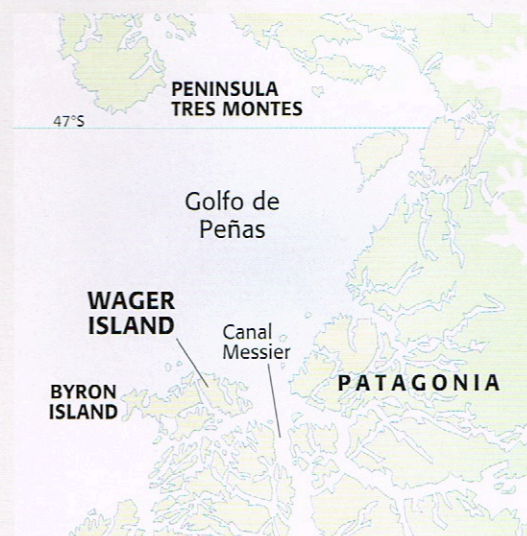 PENINSULA
TRES MONTES
47°S
Golfo de
Peñas
WAGER
ISLAND
Canal
Messier
PATAGONIA
BYRON
ISLAND